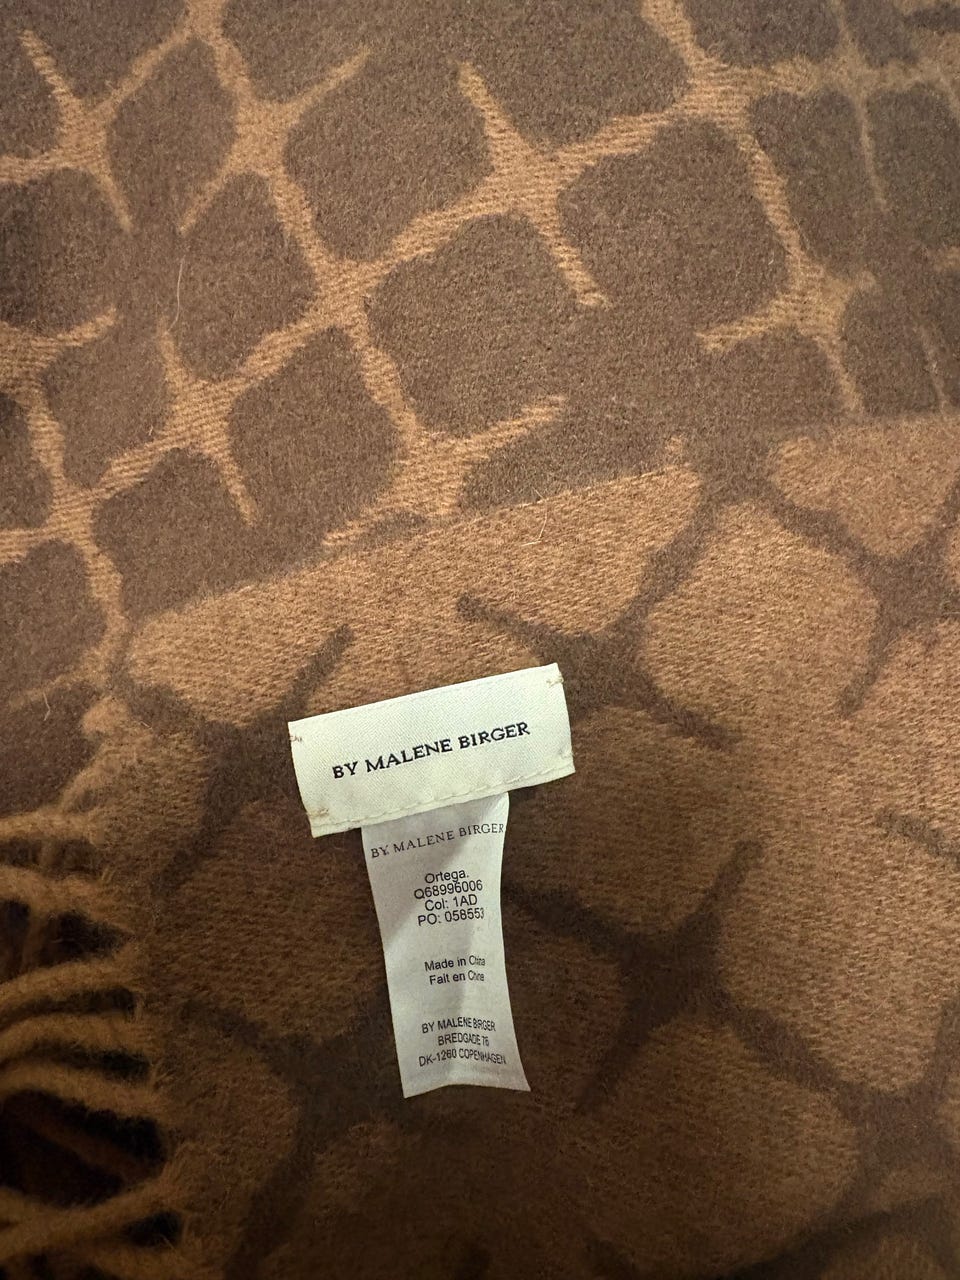 BY MALENE BIRGER
BY MALENE BIRGER
Ortega.
Q68996006
Col: 1AD
PO: 058553
Made in China
Fait en Chine
BY MALENE BIRGER
BREDGADE 76
DK-1260 COPENHAGEN